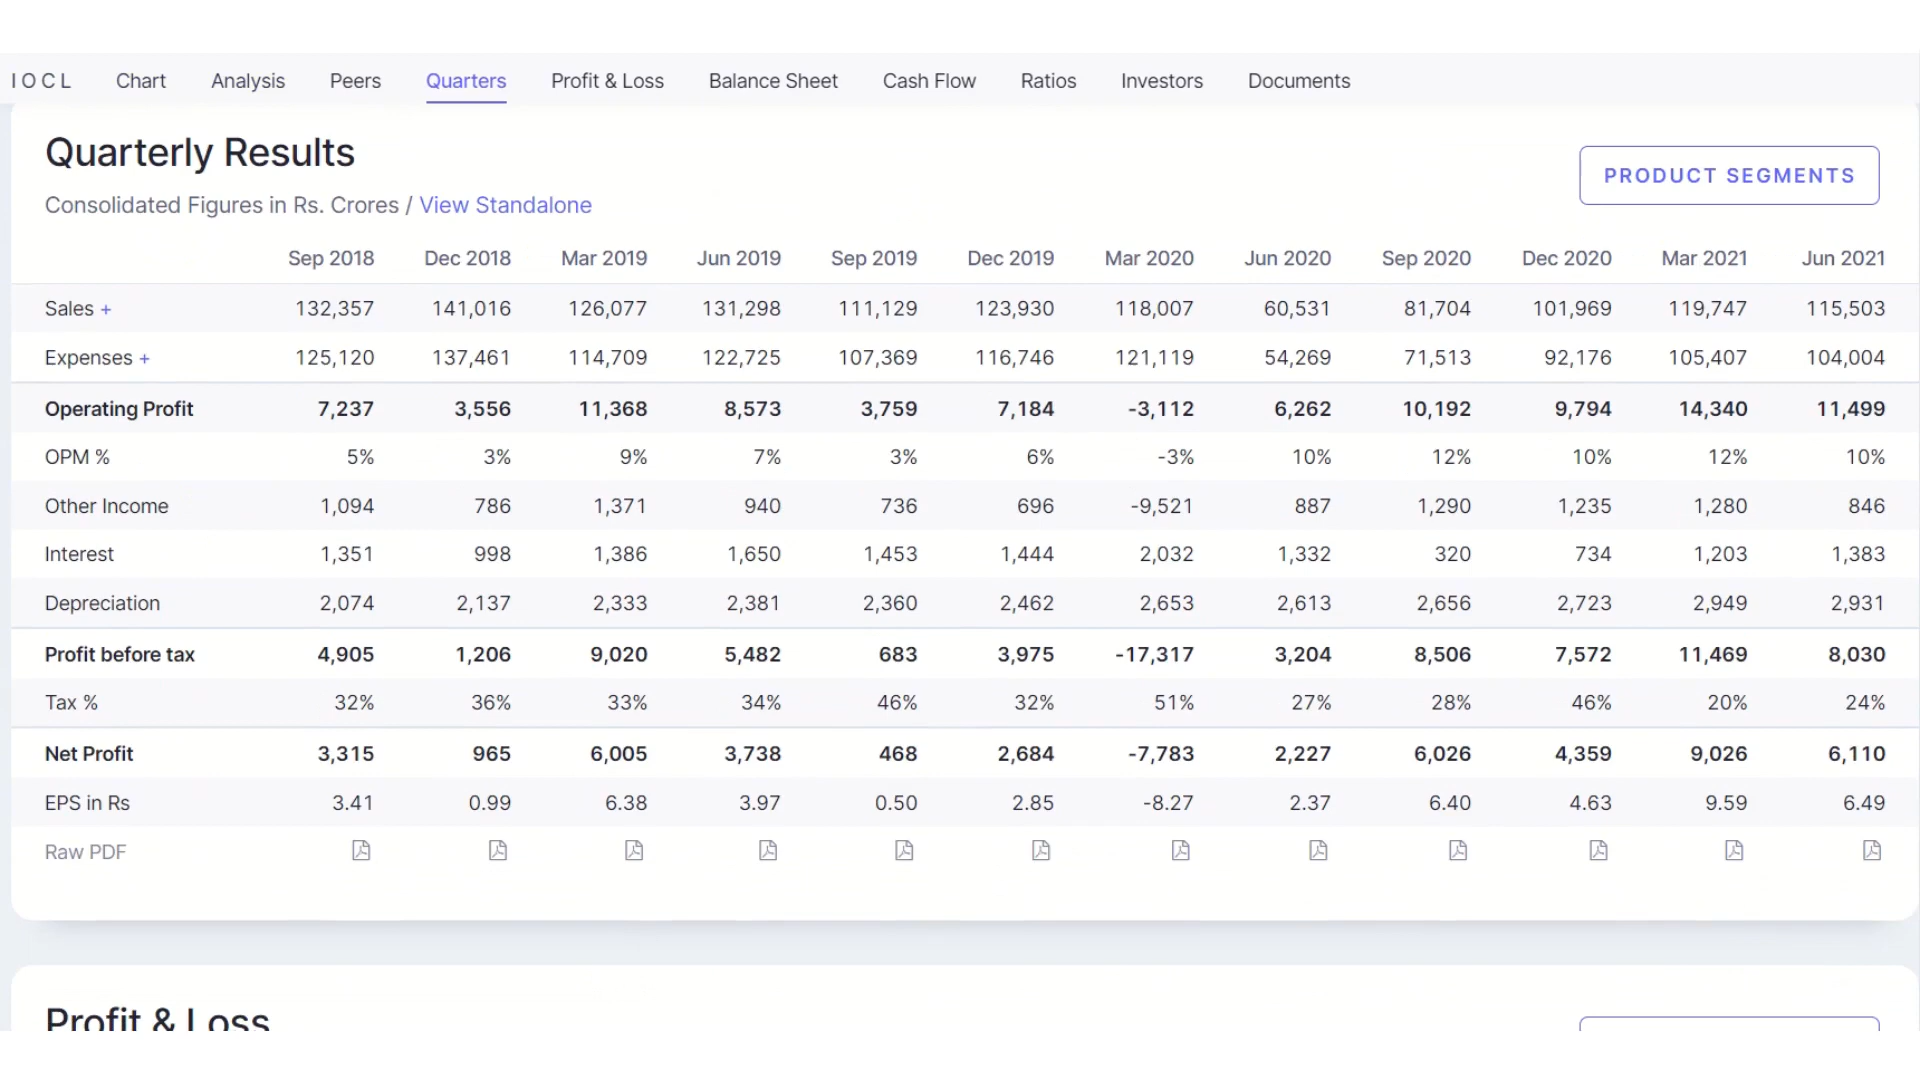 I O C L Chart Analysis Peers Quarters Profit & Loss Balance Sheet Cash Flow Ratios Investors Documents
Quarterly Results
PRODUCT SEGMENTS
Consolidated Figures in Rs. Crores / View Standalone
Sep 2018 Dec 2018 Mar 2019 Jun 2019 Sep 2019 Dec 2019 Mar 2020 Jun 2020 Sep 2020 Dec 2020 Mar 2021 Jun 2021
Sales + 132,357 141,016 126,077 131,298 111,129 123,930 118,007 60,531 81,704 101,969 119,747 115,503
Expenses + 125,120 137,461 114,709 122,725 107,369 116,746 121,119 54,269 71,513 92,176 105,407 104,004
Operating Profit 7,237 3,556 11,368 8,573 3,759 7,184 -3,112 6,262 10,192 9,794 14,340 11,499
OPM % 5% 3% 9% 7% 3% 6% -3% 10% 12% 10% 12% 10%
Other Income 1,094 786 1,371 940 736 696 -9,521 887 1,290 1,235 1,280 846
Interest 1,351 998 1,386 1,650 1,453 1,444 2,032 1,332 320 734 1,203 1,383
Depreciation 2,074 2,137 2,333 2,381 2,360 2,462 2,653 2,613 2,656 2,723 2,949 2,931
Profit before tax 4,905 1,206 9,020 5,482 683 3,975 -17,317 3,204 8,506 7,572 11,469 8,030
Tax % 32% 36% 33% 34% 46% 32% 51% 27% 28% 46% 20% 24%
Net Profit 3,315 965 6,005 3,738 468 2,684 -7,783 2,227 6,026 4,359 9,026 6,110
EPS in Rs 3.41 0.99 6.38 3.97 0.50 2.85 -8.27 2.37 6.40 4.63 9.59 6.49
Raw PDF
Profit & Loss